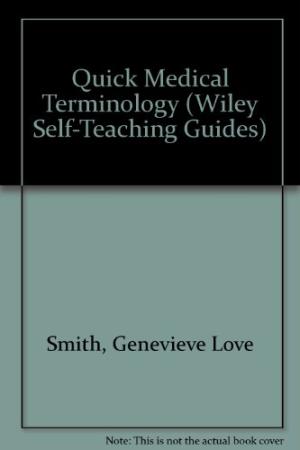 Quick Medical
Terminology (Wiley
Self-Teaching Guides)
Smith, Genevieve Love
Note: This is not the actual book cover